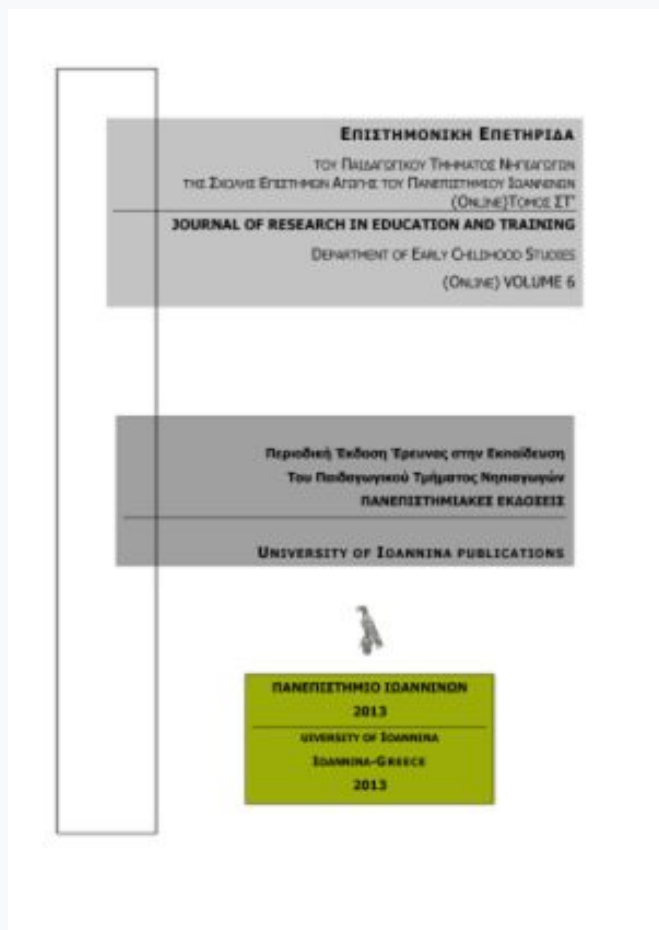 ΕΠΙΣΤΗΜΟΝΙΚΗ ΕΠΕΤΗΡΙΔΑ
ΤΟΥ ΠΑΙΔΑΓΩΓΙΚΟΥ ΤΜΗΜΑΤΟΣ ΝΗΠΙΑΓΩΓΩΝ
ΤΗΣ ΣΧΟΛΗΣ ΕΠΙΣΤΗΜΩΝ ΑΓΩΓΗΣ ΤΟΥ ΠΑΝΕΠΙΣΤΗΜΙΟΥ ΙΩΑΝΝΙΝΩΝ
(ONLINE)ΤΟΜΟΣ ΣΤ'
JOURNAL OF RESEARCH IN EDUCATION AND TRAINING
DEPARTMENT OF EARLY CHILDHOOD STUDIES
(ONLINE) VOLUME 6
Περιοδική Έκδοση Έρευνας στην Εκπαίδευση
Του Παιδαγωγικού Τμήματος Νηπιαγωγών
ΠΑΝΕΠΙΣΤΗΜΙΑΚΕΣ ΕΚΔΟΣΕΙΣ
UNIVERSITY OF IOANNINA PUBLICATIONS
ΠΑΝΕΠΙΣΤΗΜΙΟ ΙΩΑΝΝΙΝΩΝ
2013
UIVERSITY OF IOANNINA
IOANNINA-GREECE
2013